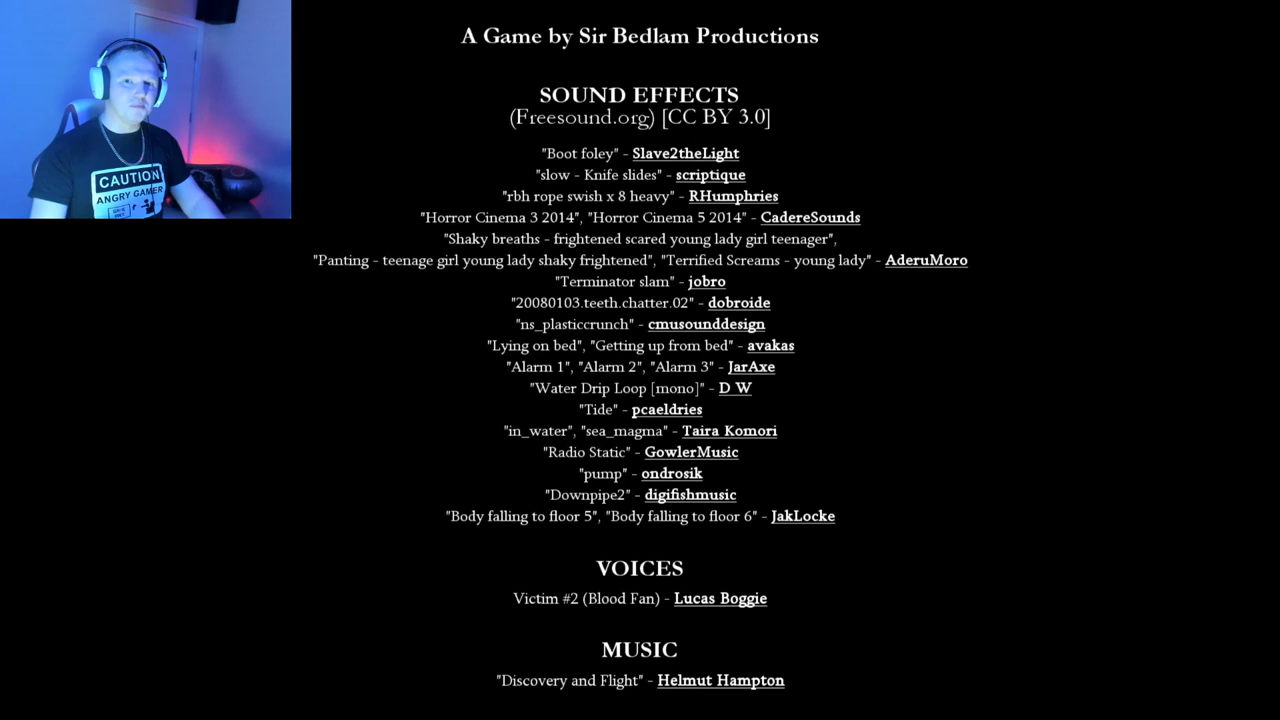 A Game by Sir Bedlam Productions
SOUND EFFECTS
(Freesound.org) [CC BY 3.0]
"Boot foley" - Slave2theLight
"slow - Knife slides" - scriptique
"rbh rope swish x 8 heavy" - RHumphries
"Horror Cinema 3 2014", "Horror Cinema 5 2014" - CadereSounds
"Shaky breaths - frightened scared young lady girl teenager",
"Panting - teenage girl young lady shaky frightened", "Terrified Screams - young lady" - AderuMoro
"Terminator slam" - jobro
"20080103.teeth.chatter.02" - dobroide
"ns_plasticcrunch" - cmusounddesign
"Lying on bed", "Getting up from bed" - avakas
"Alarm 1", "Alarm 2", "Alarm 3" - JarAxe
"Water Drip Loop [mono]" - D W
"Tide" - pcaeldries
"in_water", "sea_magma" - Taira Komori
"Radio Static" - GowlerMusic
"pump" - ondrosik
"Downpipe2" - digifishmusic
"Body falling to floor 5", "Body falling to floor 6" - JakLocke
VOICES
Victim #2 (Blood Fan) - Lucas Boggie
MUSIC
"Discovery and Flight" - Helmut Hampton
CAUTION
ANGRY GAMER